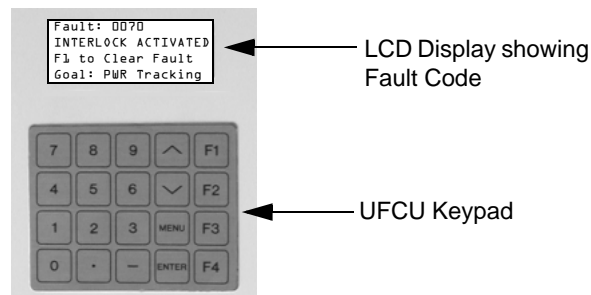 Fault: 0070
INTERLOCK ACTIVATED
F1 to Clear Fault
Goal: PWR Tracking
LCD Display showing
Fault Code
7 8 9 F1
4 5 6 F2
UFCU Keypad
1 2 3 MENU F3
0 · — ENTER F4